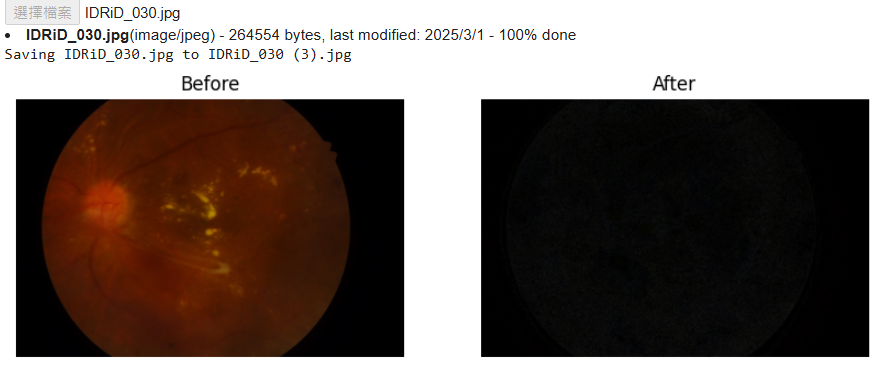 選擇檔案 IDRiD_030.jpg
IDRiD_030.jpg(image/jpeg) - 264554 bytes, last modified: 2025/3/1 - 100% done
Saving IDRiD_030.jpg to IDRiD_030 (3).jpg
Before After